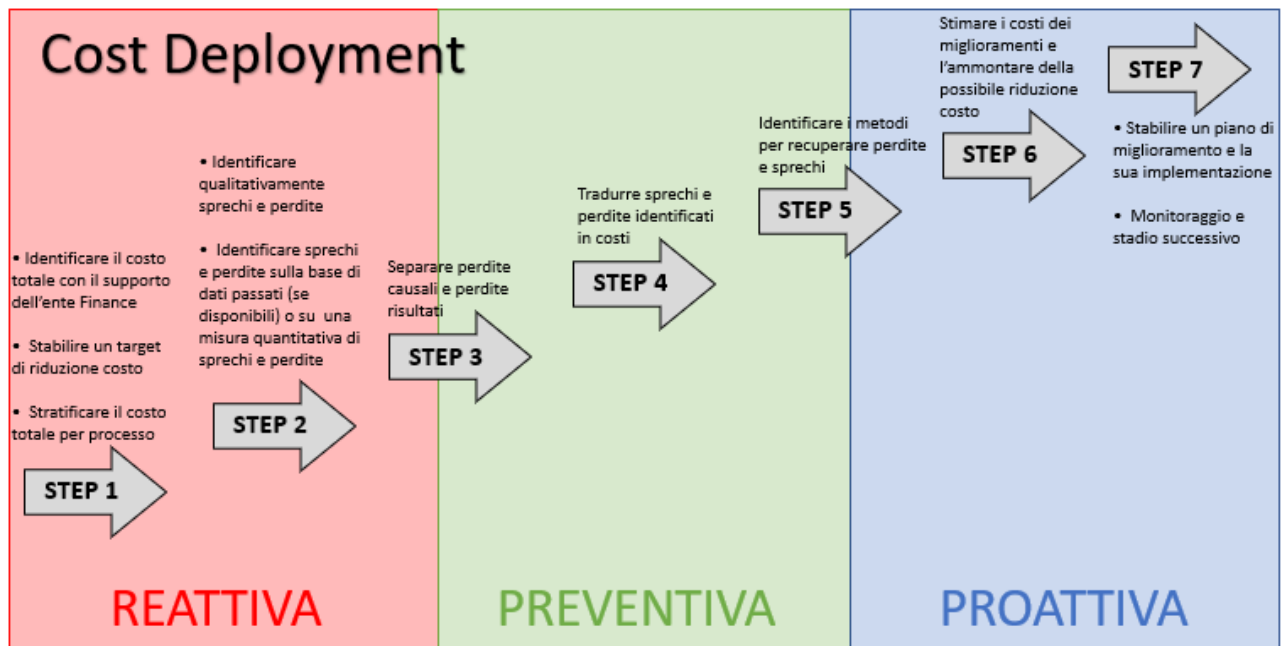 Cost Deployment
• Identificare il costo
totale con il supporto
dell'ente Finance
• Stabilire un target
di riduzione costo
• Stratificare il costo
totale per processo
STEP 1
• Identificare
qualitativamente
sprechi e perdite
• Identificare sprechi
e perdite sulla base di
dati passati (se
disponibili) o su una
misura quantitativa di
sprechi e perdite
STEP 2
Separare perdite
causali e perdite
risultati
STEP 3
Tradurre sprechi e
perdite identificati
in costi
STEP 4
Identificare i metodi
per recuperare perdite
e sprechi
STEP 5
Stimare i costi dei
miglioramenti e
l'ammontare della
possibile riduzione
costo
STEP 6
STEP 7
• Stabilire un piano di
miglioramento e la
sua implementazione
• Monitoraggio e
stadio successivo
REATTIVA
PREVENTIVA
PROATTIVA